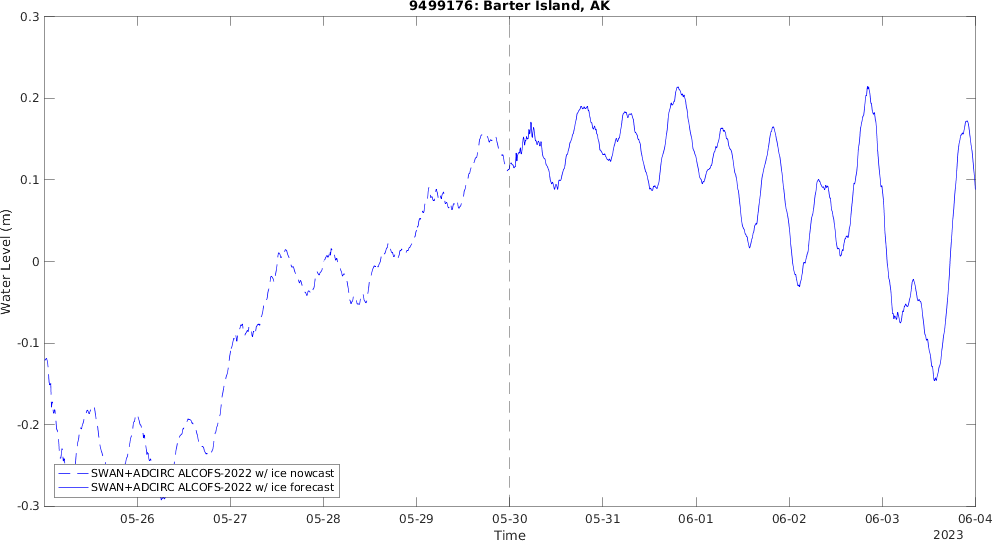 9499176: Barter Island, AK
Water Level (m)
0.3
0.2
0.1
0
-0.1
-0.2
-0.3
SWAN+ADCIRC ALCOFS-2022 w/ ice nowcast
SWAN+ADCIRC ALCOFS-2022 w/ ice forecast
05-26 05-27 05-28 05-29 05-30 05-31 06-01 06-02 06-03 06-04
Time
2023